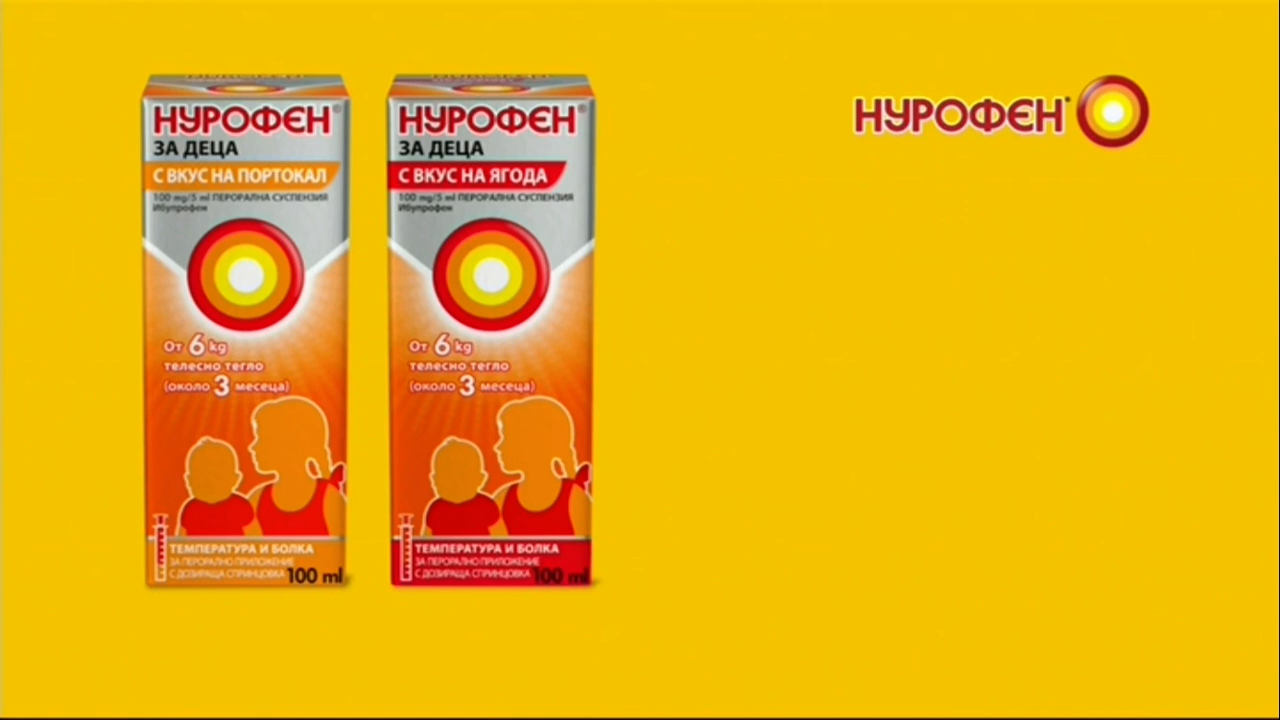 НУРОФЕН®
ЗА ДЕЦА
С ВКУС НА ПОРТОКАЛ
100 mg/5 ml ПЕРОРАЛНА СУСПЕНЗИЯ
Ибупрофен
От 6 kg
телесно тегло
(около 3 месеца)
ТЕМПЕРАТУРА И БОЛКА
ЗА ПЕРОРАЛНО ПРИЛОЖЕНИЕ
С ДОЗИРАЩА СПРИНЦОВКА 100 ml
НУРОФЕН®
ЗА ДЕЦА
С ВКУС НА ЯГОДА
100 mg/5 ml ПЕРОРАЛНА СУСПЕНЗИЯ
Ибупрофен
От 6 kg
телесно тегло
(около 3 месеца)
ТЕМПЕРАТУРА И БОЛКА
ЗА ПЕРОРАЛНО ПРИЛОЖЕНИЕ
С ДОЗИРАЩА СПРИНЦОВКА 100 ml
НУРОФЕН®